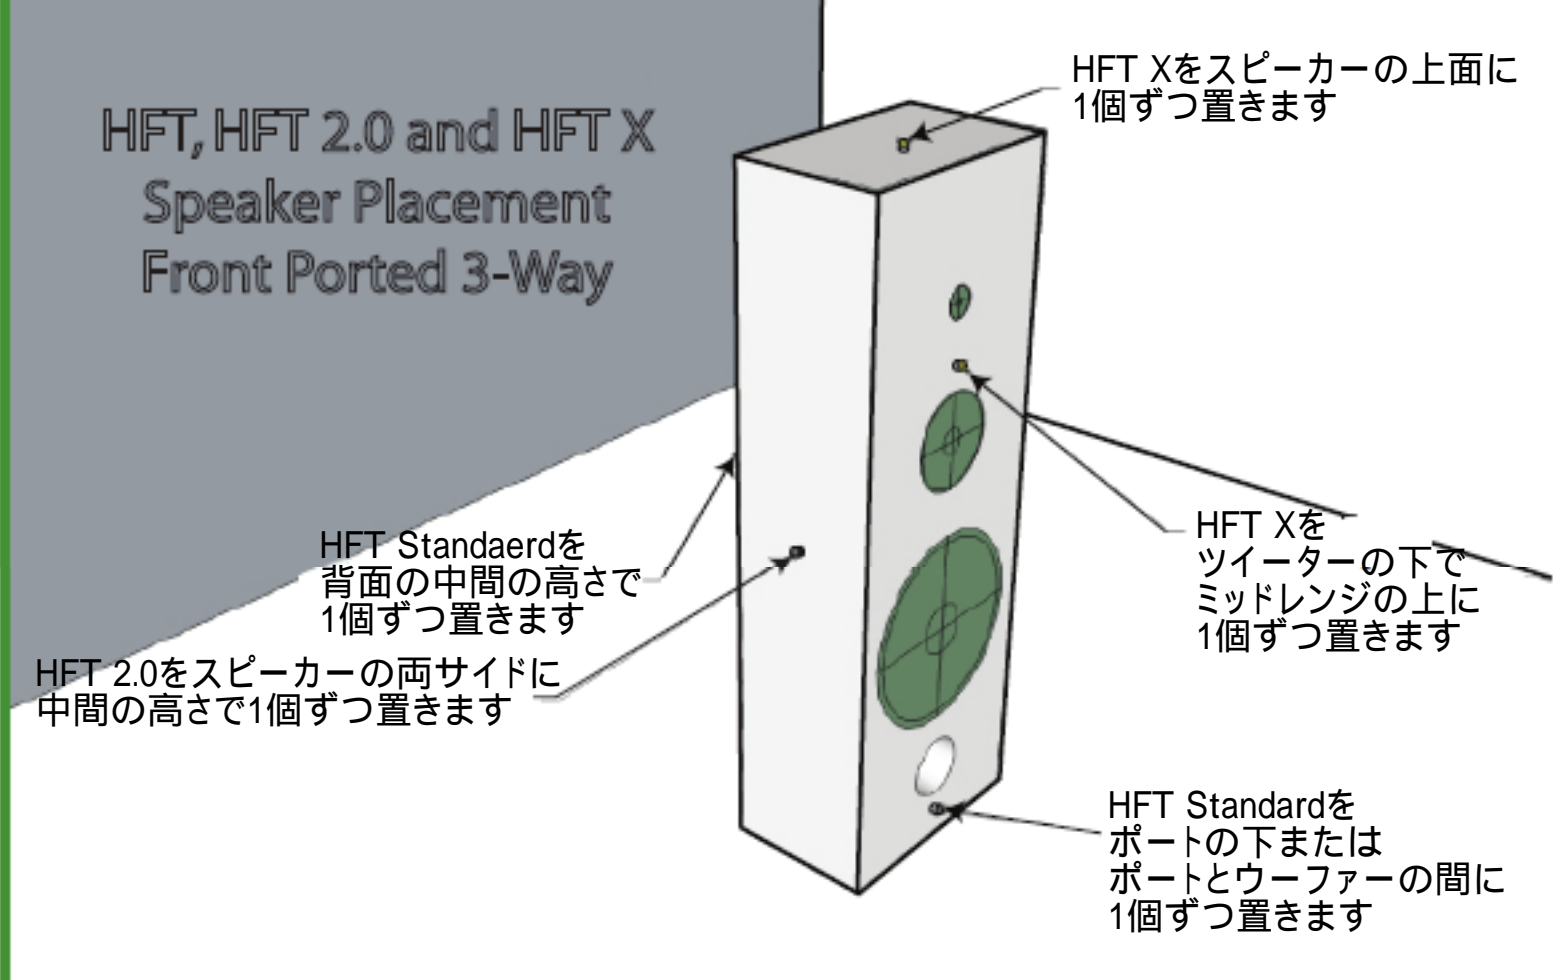 HFT, HFT 2.0 and HFT X
Speaker Placement
Front Ported 3-Way
HFT Xをスピーカーの上面に
1個ずつ置きます
HFT Xを
ツイーターの下で
ミッドレンジの上に
1個ずつ置きます
HFT Standaerdを
背面の中間の高さで
1個ずつ置きます
HFT 2.0をスピーカーの両サイドに
中間の高さで1個ずつ置きます
HFT Standardを
ポートの下または
ポートとウーファーの間に
1個ずつ置きます